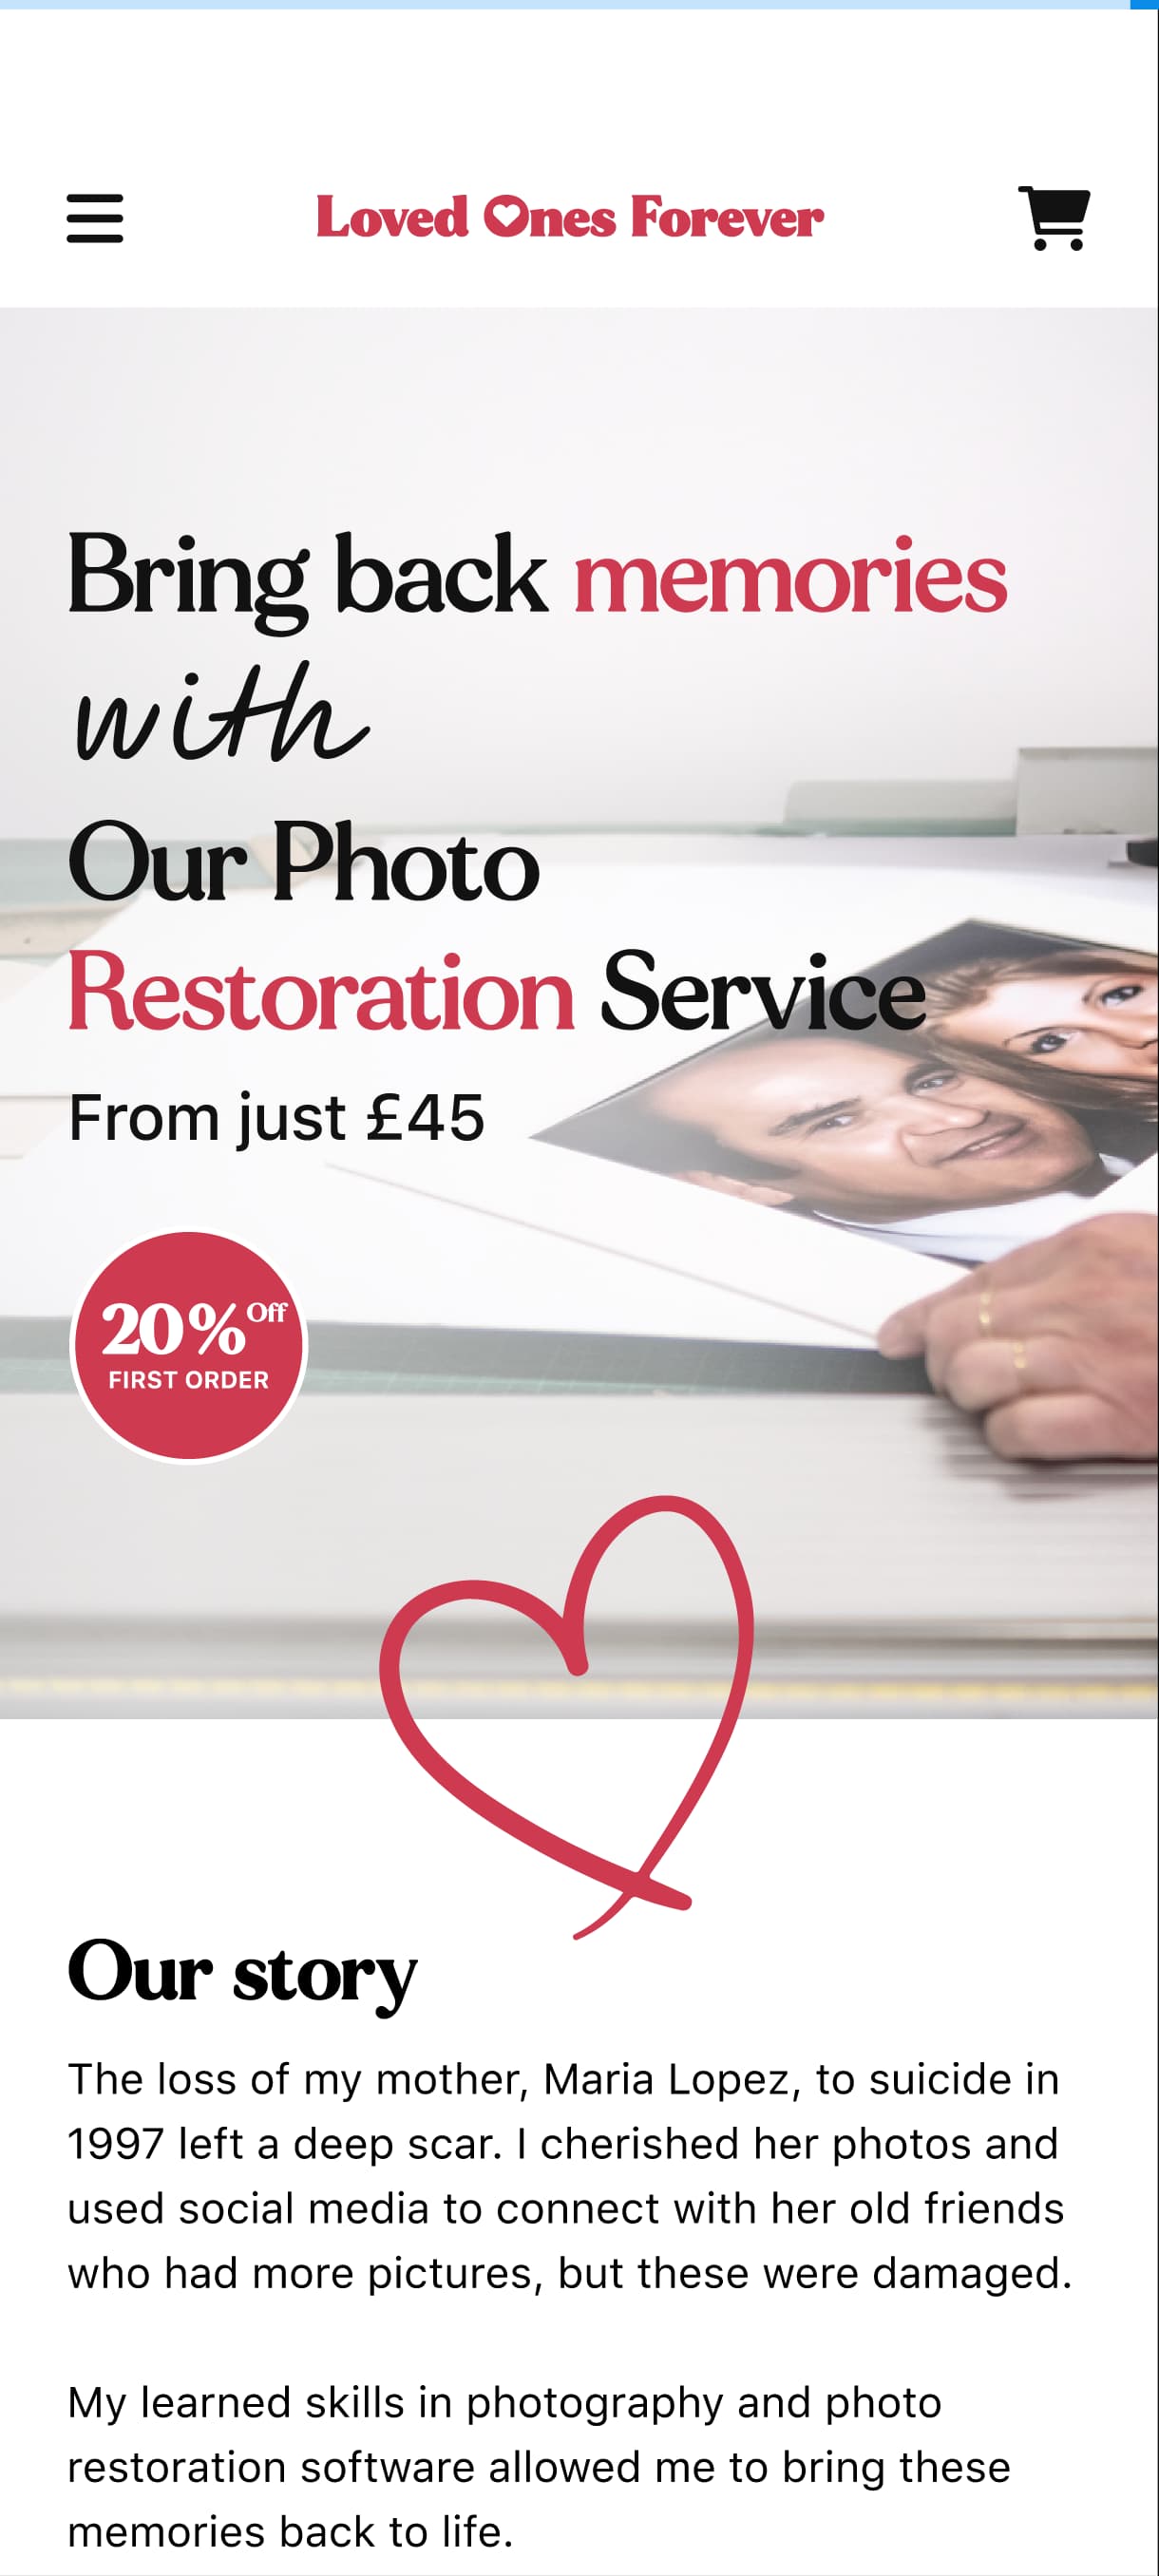 Loved Ones Forever
Bring back memories
with
Our Photo
Restoration Service
From just £45
20% Off
FIRST ORDER
Our story
The loss of my mother, Maria Lopez, to suicide in
1997 left a deep scar. I cherished her photos and
used social media to connect with her old friends
who had more pictures, but these were damaged.
My learned skills in photography and photo
restoration software allowed me to bring these
memories back to life.